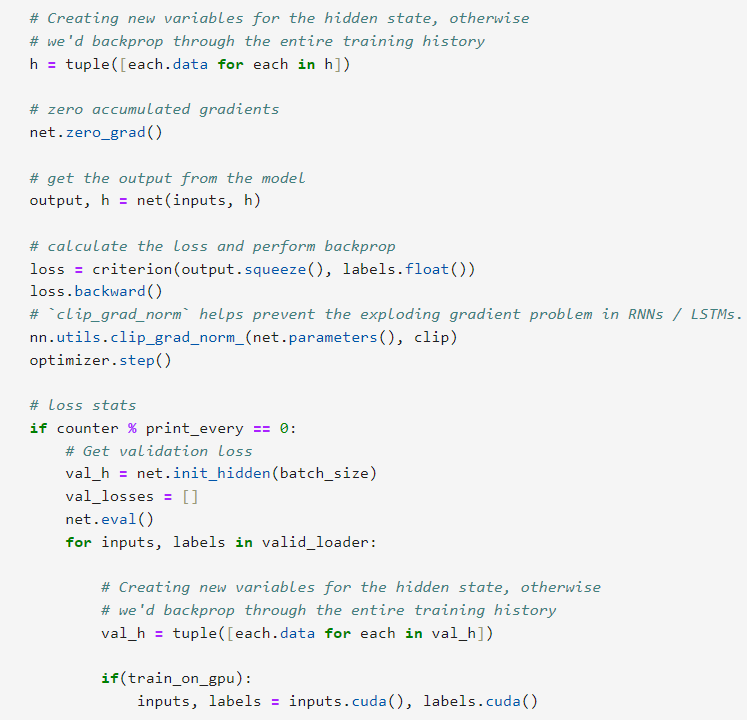 # Creating new variables for the hidden state, otherwise
# we'd backprop through the entire training history
h = tuple([each.data for each in h])
# zero accumulated gradients
net.zero_grad()
# get the output from the model
output, h = net(inputs, h)
# calculate the loss and perform backprop
loss = criterion(output.squeeze(), labels.float())
loss.backward()
# `clip_grad_norm` helps prevent the exploding gradient problem in RNNs / LSTMs.
nn.utils.clip_grad_norm_(net.parameters(), clip)
optimizer.step()
# loss stats
if counter % print_every == 0:
# Get validation loss
val_h = net.init_hidden(batch_size)
val_losses = []
net.eval()
for inputs, labels in valid_loader:
# Creating new variables for the hidden state, otherwise
# we'd backprop through the entire training history
val_h = tuple([each.data for each in val_h])
if(train_on_gpu):
inputs, labels = inputs.cuda(), labels.cuda()